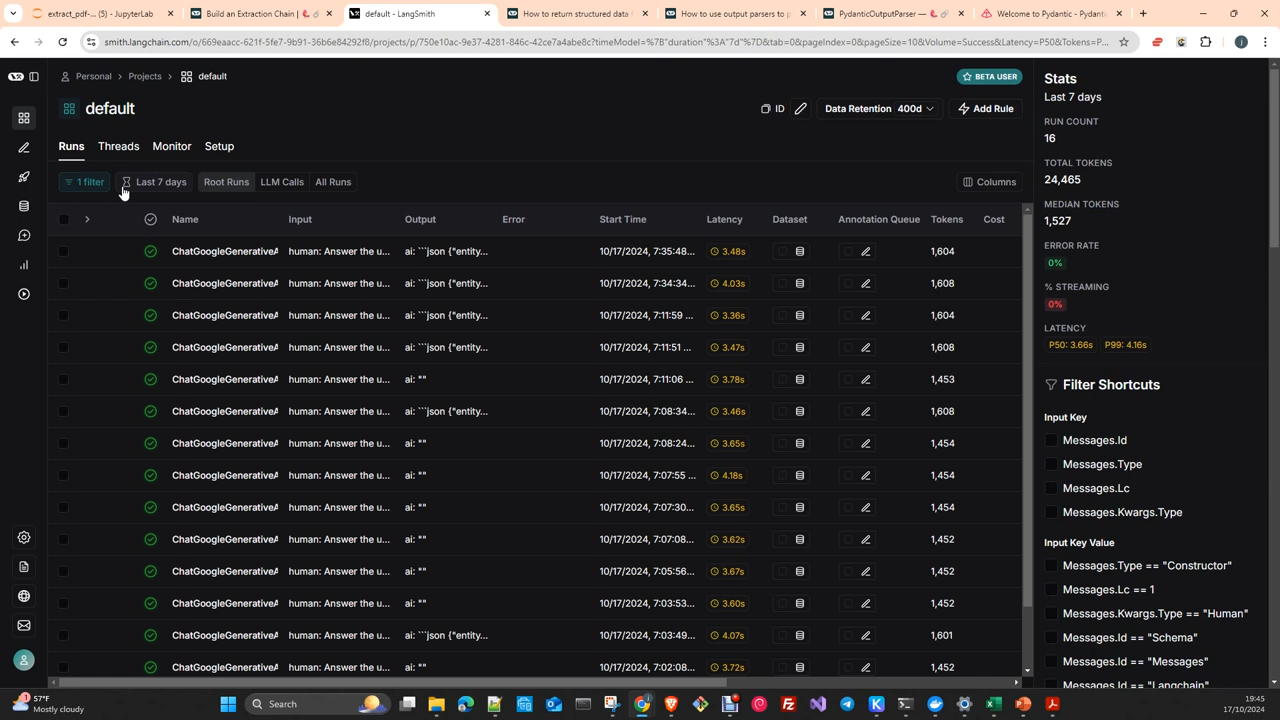 extract_pdf-... - JupyterLab
Build an Extraction Chain |
default - LangSmith
How to return structured data
How to use output parsers to p
PydanticOutputParser —
Welcome to Pydantic - Pydantic
smith.langchain.com/o/669eaacc-621f-5fe7-9b91-36b6e84292f8/projects/p/750e10ac-9e37-4281-846c-42ce7a4abe8c?timeModel=%7B"duration"%3A"7d"%7D&tab=0&pageIndex=0&pageSize=10&Volume=Success&Latency=P50&Tokens=P...
Personal > Projects > default
BETA USER
default
ID
Data Retention 400d
Add Rule
Runs Threads Monitor Setup
1 filter Last 7 days Root Runs LLM Calls All Runs Columns
Name Input Output Error Start Time Latency Dataset Annotation Queue Tokens Cost
ChatGoogleGenerativeA human: Answer the u... ai: ```json {"entity... 10/17/2024, 7:35:48... 3.48s 1,604
ChatGoogleGenerativeA human: Answer the u... ai: ```json {"entity... 10/17/2024, 7:34:34... 4.03s 1,608
ChatGoogleGenerativeA human: Answer the u... ai: ```json {"entity... 10/17/2024, 7:11:59 ... 3.36s 1,604
ChatGoogleGenerativeA human: Answer the u... ai: ```json {"entity... 10/17/2024, 7:11:51 ... 3.47s 1,608
ChatGoogleGenerativeA human: Answer the u... ai: "" 10/17/2024, 7:11:06 ... 3.78s 1,453
ChatGoogleGenerativeA human: Answer the u... ai: ```json {"entity... 10/17/2024, 7:08:34... 3.46s 1,608
ChatGoogleGenerativeA human: Answer the u... ai: "" 10/17/2024, 7:08:24... 3.65s 1,454
ChatGoogleGenerativeA human: Answer the u... ai: "" 10/17/2024, 7:07:55 ... 4.18s 1,454
ChatGoogleGenerativeA human: Answer the u... ai: "" 10/17/2024, 7:07:30... 3.65s 1,454
ChatGoogleGenerativeA human: Answer the u... ai: "" 10/17/2024, 7:07:08... 3.62s 1,452
ChatGoogleGenerativeA human: Answer the u... ai: "" 10/17/2024, 7:05:56... 3.67s 1,452
ChatGoogleGenerativeA human: Answer the u... ai: "" 10/17/2024, 7:03:53... 3.60s 1,452
ChatGoogleGenerativeA human: Answer the u... ai: ```json {"entity... 10/17/2024, 7:03:49... 4.07s 1,601
ChatGoogleGenerativeA human: Answer the u... ai: "" 10/17/2024, 7:02:08... 3.72s 1,452
Stats
Last 7 days
RUN COUNT
16
TOTAL TOKENS
24,465
MEDIAN TOKENS
1,527
ERROR RATE
0%
% STREAMING
0%
LATENCY
P50: 3.66s P99: 4.16s
Filter Shortcuts
Input Key
Messages.Id
Messages.Type
Messages.Lc
Messages.Kwargs.Type
Input Key Value
Messages.Type == "Constructor"
Messages.Lc == 1
Messages.Kwargs.Type == "Human"
Messages.Id == "Schema"
Messages.Id == "Messages"
Messages.Id == "Langchain"
1
57°F
Mostly cloudy
Search
19:45
17/10/2024